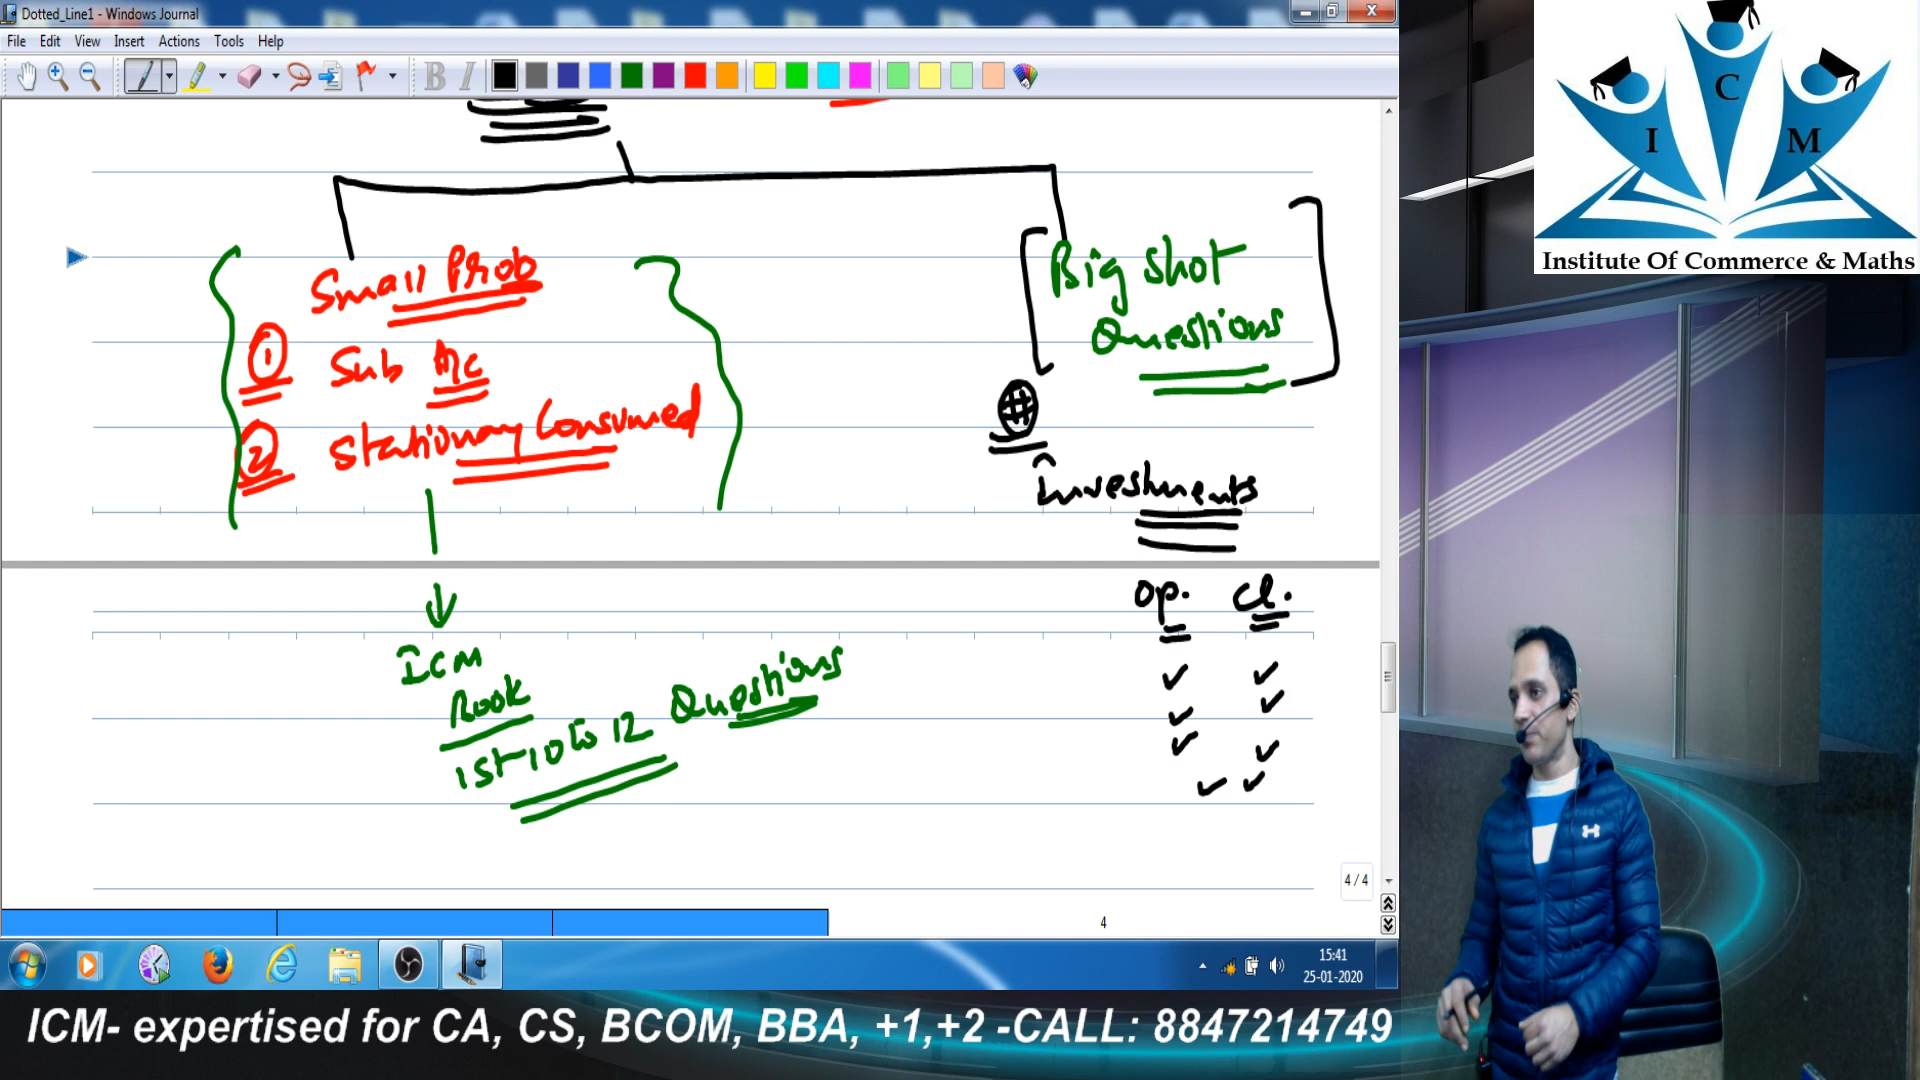 Dotted_Line1 - Windows Journal
File Edit View Insert Actions Tools Help
B I
Small Prob
① Sub A/c
② Stationary Consumed
Big Shot
Questions
#
Investments
Op. Cl.
ICM
Book
1st 10 to 12 Questions
4 / 4
4
15:41
25-01-2020
I C M
Institute Of Commerce & Maths
ICM- expertised for CA, CS, BCOM, BBA, +1,+2 -CALL: 8847214749